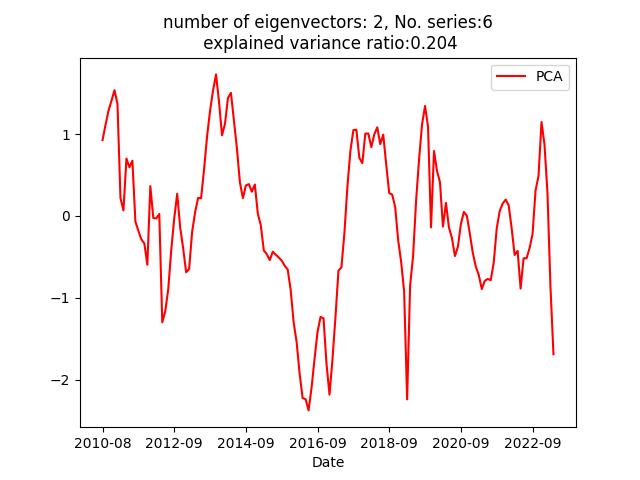 number of eigenvectors: 2, No. series:6
explained variance ratio:0.204
PCA
1
0
−1
−2
2010-08 2012-09 2014-09 2016-09 2018-09 2020-09 2022-09
Date